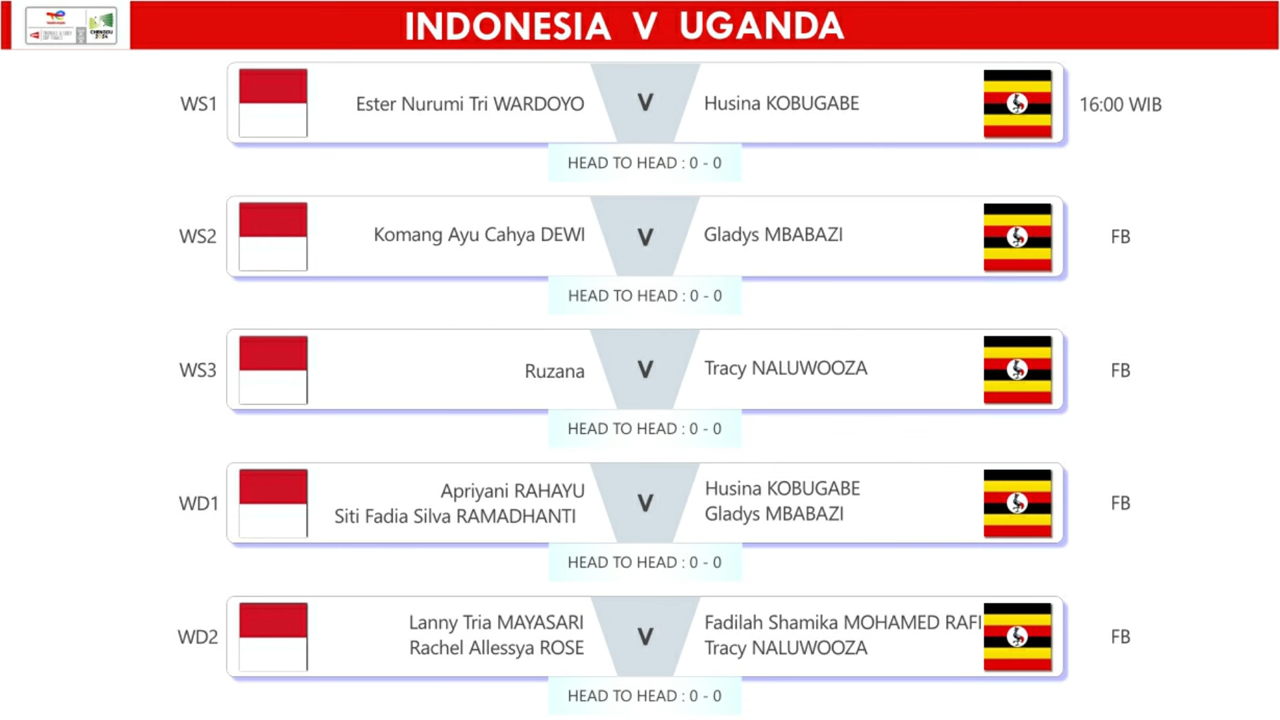 INDONESIA V UGANDA
CHENGDU
2024
WS1
Ester Nurumi Tri WARDOYO
V
Husina KOBUGABE
16:00 WIB
HEAD TO HEAD : 0 - 0
WS2
Komang Ayu Cahya DEWI
V
Gladys MBABAZI
FB
HEAD TO HEAD : 0 - 0
WS3
Ruzana
V
Tracy NALUWOOZA
FB
HEAD TO HEAD : 0 - 0
WD1
Apriyani RAHAYU
Siti Fadia Silva RAMADHANTI
V
Husina KOBUGABE
Gladys MBABAZI
FB
HEAD TO HEAD : 0 - 0
WD2
Lanny Tria MAYASARI
Rachel Allessya ROSE
V
Fadilah Shamika MOHAMED RAFI
Tracy NALUWOOZA
FB
HEAD TO HEAD : 0 - 0